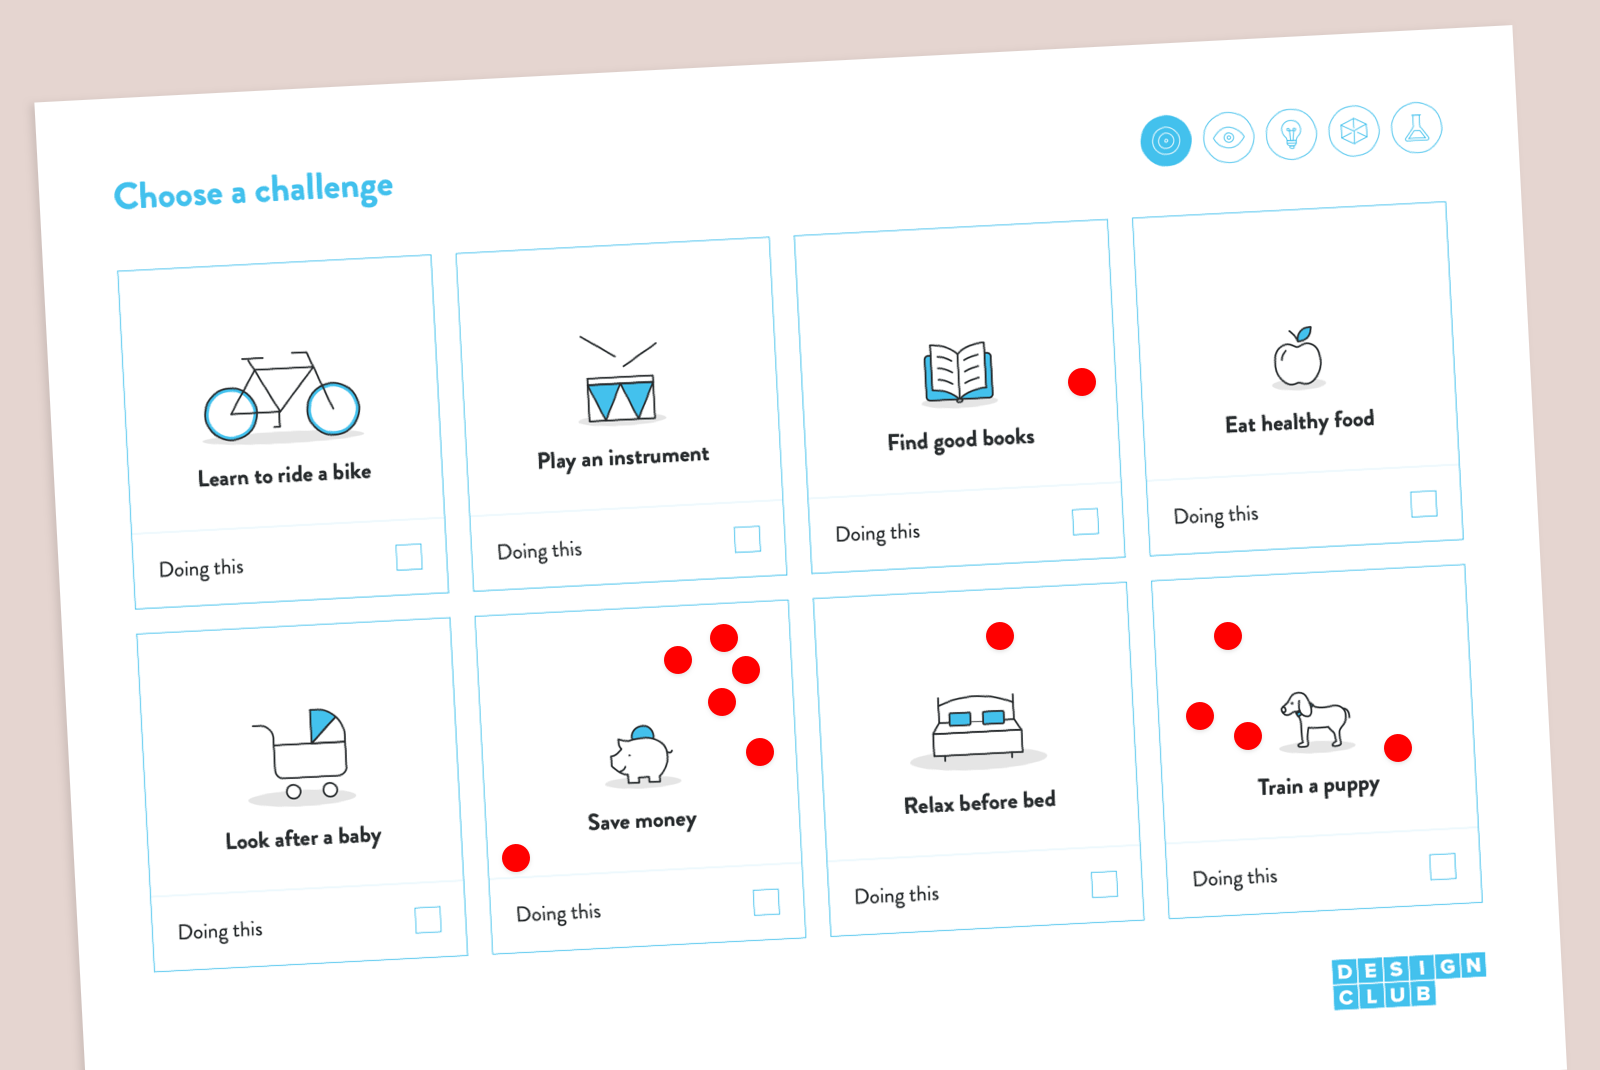 Choose a challenge
Learn to ride a bike
Play an instrument
Find good books
Eat healthy food
Doing this
Doing this
Doing this
Doing this
Look after a baby
Save money
Relax before bed
Train a puppy
Doing this
Doing this
Doing this
Doing this
DESIGN
CLUB